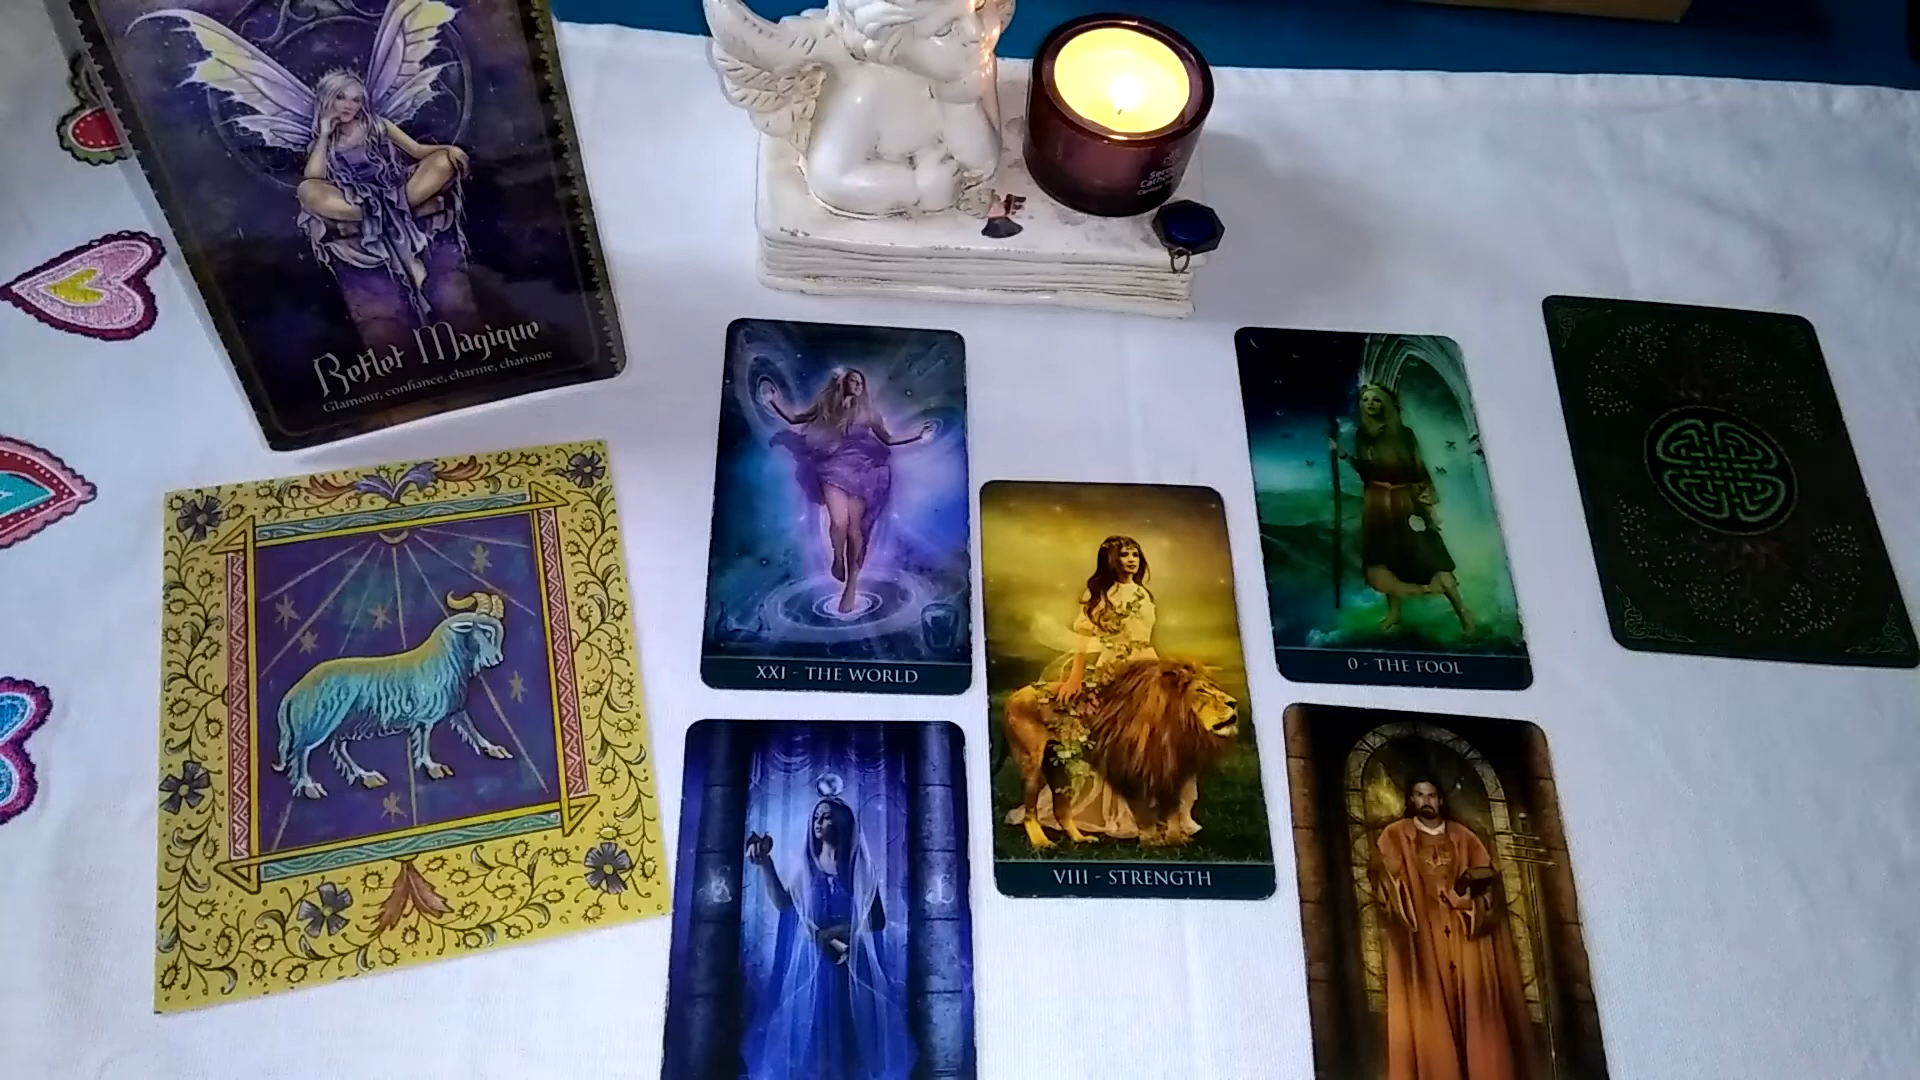 Reflet Magique
Glamour, confiance, charme, charisme
XXI - THE WORLD
0 - THE FOOL
VIII - STRENGTH